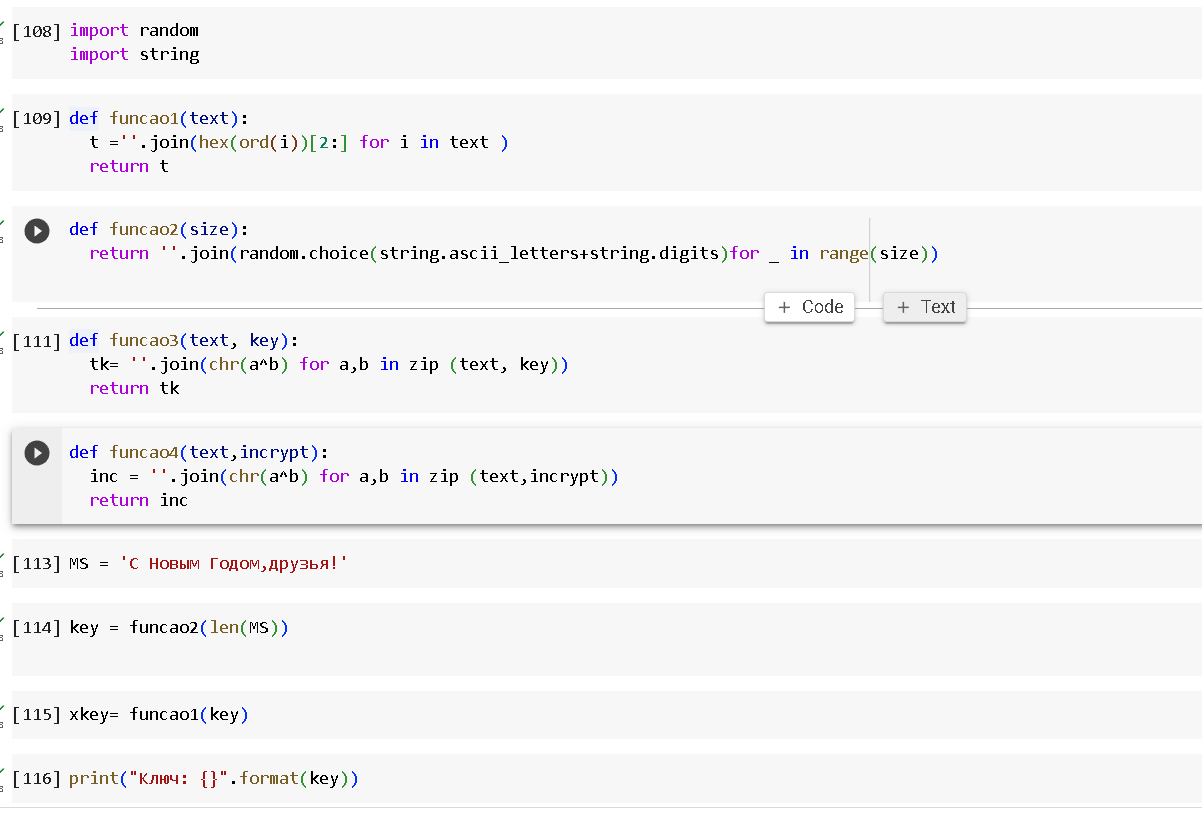 [108] import random
import string
[109] def funcao1(text):
t =''.join(hex(ord(i))[2:] for i in text )
return t
def funcao2(size):
return ''.join(random.choice(string.ascii_letters+string.digits)for _ in range(size))
+ Code + Text
[111] def funcao3(text, key):
tk= ''.join(chr(a^b) for a,b in zip (text, key))
return tk
def funcao4(text,incrypt):
inc = ''.join(chr(a^b) for a,b in zip (text,incrypt))
return inc
[113] MS = 'С Новым Годом,друзья!'
[114] key = funcao2(len(MS))
[115] xkey= funcao1(key)
[116] print("Ключ: {}".format(key))